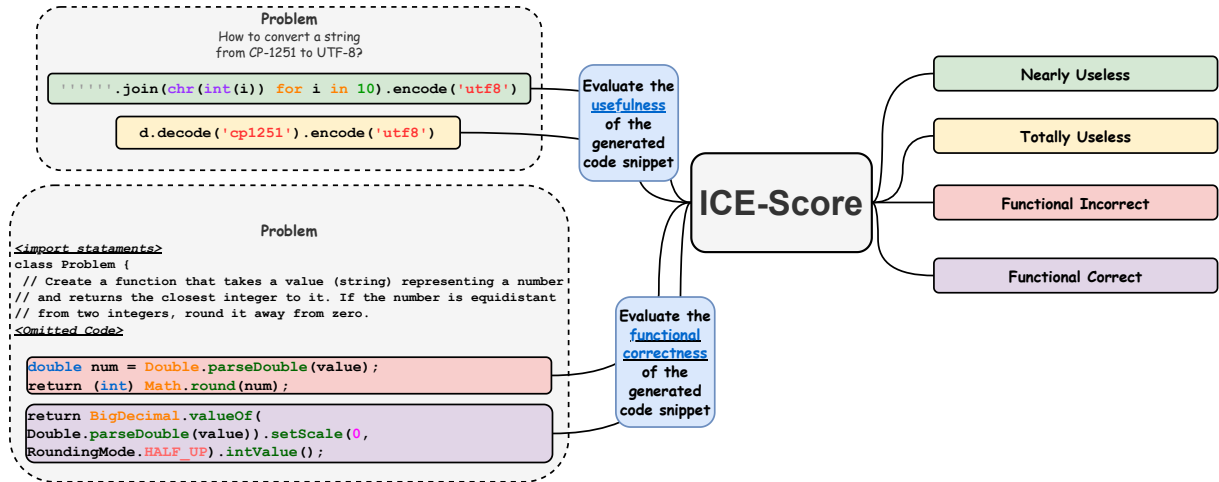 Problem
How to convert a string
from CP-1251 to UTF-8?
''''''.join(chr(int(i)) for i in 10).encode('utf8')
d.decode('cp1251').encode('utf8')
Evaluate the
usefulness
of the
generated
code snippet
Problem
<import stataments>
class Problem {
// Create a function that takes a value (string) representing a number
// and returns the closest integer to it. If the number is equidistant
// from two integers, round it away from zero.
<Omitted Code>
double num = Double.parseDouble(value);
return (int) Math.round(num);
return BigDecimal.valueOf(
Double.parseDouble(value)).setScale(0,
RoundingMode.HALF_UP).intValue();
Evaluate the
functional
correctness
of the
generated
code snippet
ICE-Score
Nearly Useless
Totally Useless
Functional Incorrect
Functional Correct